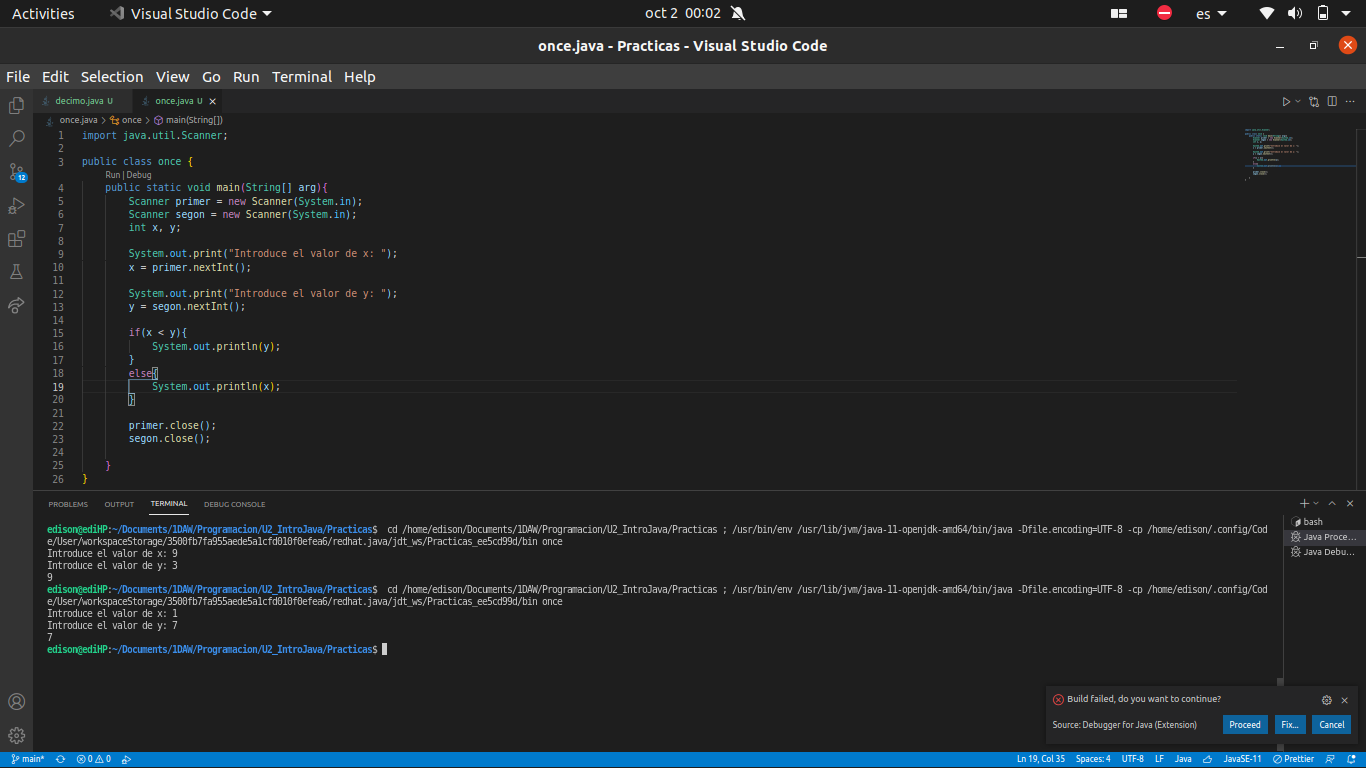 Activities Visual Studio Code oct 2 00:02 es
once.java - Practicas - Visual Studio Code
File Edit Selection View Go Run Terminal Help
decimo.java U once.java U
once.java > once > main(String[])
1 import java.util.Scanner;
2
3 public class once {
Run | Debug
4 public static void main(String[] arg){
5 Scanner primer = new Scanner(System.in);
6 Scanner segon = new Scanner(System.in);
7 int x, y;
8
9 System.out.print("Introduce el valor de x: ");
10 x = primer.nextInt();
11
12 System.out.print("Introduce el valor de y: ");
13 y = segon.nextInt();
14
15 if(x < y){
16 System.out.println(y);
17 }
18 else{
19 System.out.println(x);
20 }
21
22 primer.close();
23 segon.close();
24
25 }
26 }
12
PROBLEMS OUTPUT TERMINAL DEBUG CONSOLE
edison@ediHP:~/Documents/1DAW/Programacion/U2_IntroJava/Practicas$ cd /home/edison/Documents/1DAW/Programacion/U2_IntroJava/Practicas ; /usr/bin/env /usr/lib/jvm/java-11-openjdk-amd64/bin/java -Dfile.encoding=UTF-8 -cp /home/edison/.config/Cod
e/User/workspaceStorage/3500fb7fa955aede5a1cfd010f0efea6/redhat.java/jdt_ws/Practicas_ee5cd99d/bin once
Introduce el valor de x: 9
Introduce el valor de y: 3
9
edison@ediHP:~/Documents/1DAW/Programacion/U2_IntroJava/Practicas$ cd /home/edison/Documents/1DAW/Programacion/U2_IntroJava/Practicas ; /usr/bin/env /usr/lib/jvm/java-11-openjdk-amd64/bin/java -Dfile.encoding=UTF-8 -cp /home/edison/.config/Cod
e/User/workspaceStorage/3500fb7fa955aede5a1cfd010f0efea6/redhat.java/jdt_ws/Practicas_ee5cd99d/bin once
Introduce el valor de x: 1
Introduce el valor de y: 7
7
edison@ediHP:~/Documents/1DAW/Programacion/U2_IntroJava/Practicas$
bash
Java Proce...
Java Debu...
Build failed, do you want to continue?
Source: Debugger for Java (Extension) Proceed Fix... Cancel
main* 0 0 Ln 19, Col 35 Spaces: 4 UTF-8 LF Java JavaSE-11 Prettier